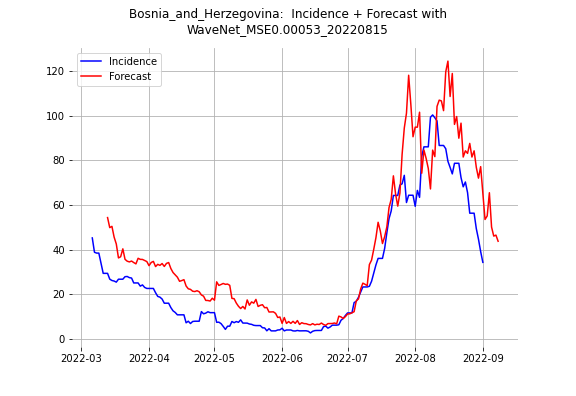 Bosnia_and_Herzegovina:  Incidence + Forecast with
WaveNet_MSE0.00053_20220815
Incidence
Forecast
120
100
80
60
40
20
0
2022-03 2022-04 2022-05 2022-06 2022-07 2022-08 2022-09